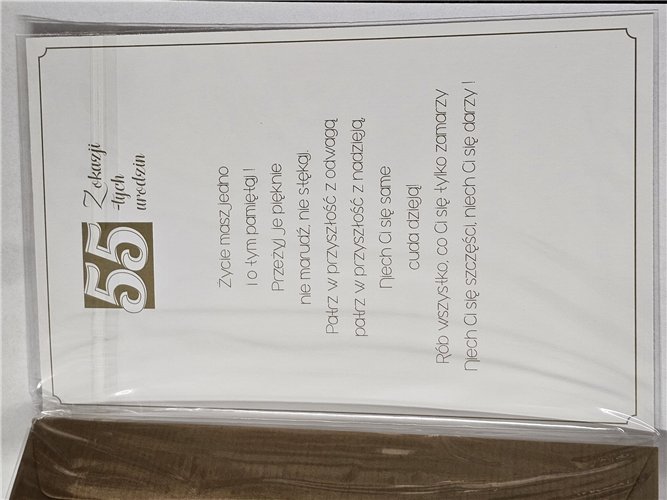 55
Z okazji
-tych
urodzin
Życie masz jedno
i o tym pamiętaj!
Przeżyj je pięknie
nie marudź, nie stękaj.
Patrz w przyszłość z odwagą
patrz w przyszłość z nadzieją,
Niech Ci się same
cuda dzieją!
Rób wszystko, co Ci się tylko zamarzy
Niech Ci się szczęści, niech Ci się darzy!